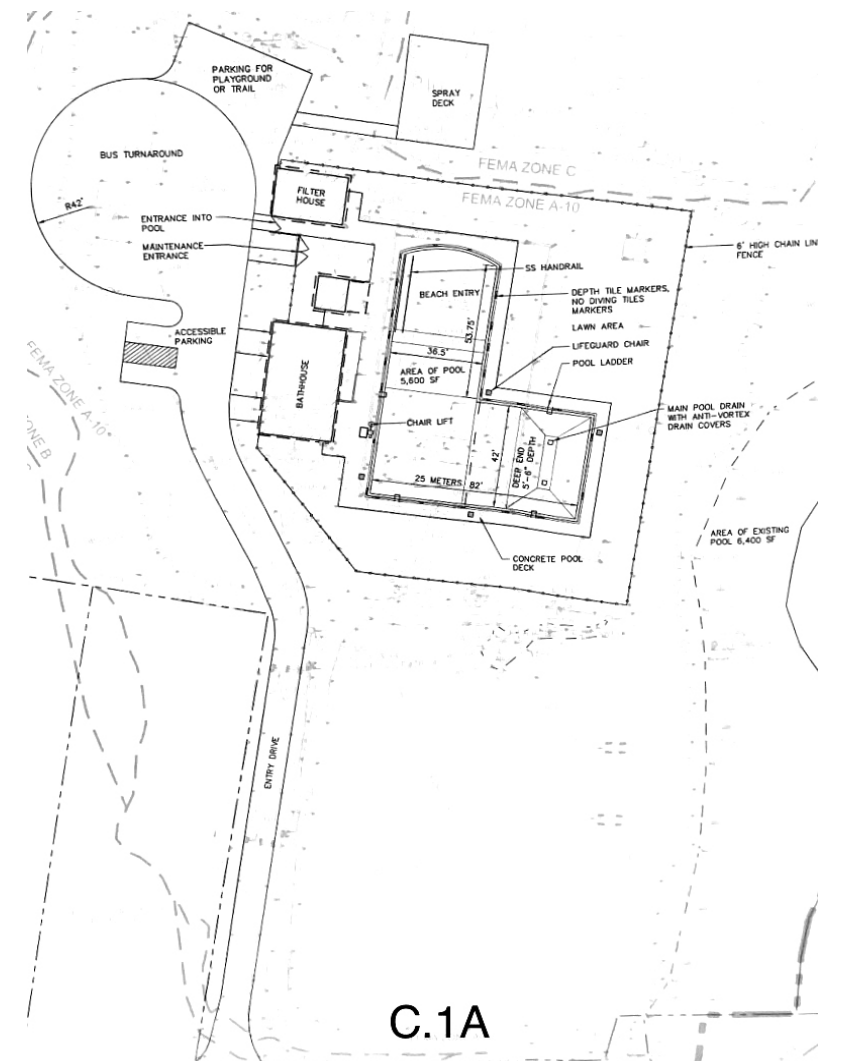 PARKING FOR
PLAYGROUND
OR TRAIL
SPRAY
DECK
BUS TURNAROUND
FEMA ZONE C
FEMA ZONE A-10
FILTER
HOUSE
R42'
ENTRANCE INTO
POOL
MAINTENANCE
ENTRANCE
6' HIGH CHAIN LIN
FENCE
SS HANDRAIL
BEACH ENTRY
DEPTH TILE MARKERS,
NO DIVING TILES
MARKERS
LAWN AREA
53.75'
ACCESSIBLE
PARKING
LIFEGUARD CHAIR
36.5'
POOL LADDER
AREA OF POOL
5,600 SF
BATHHOUSE
FEMA ZONE A-10
ZONE B
MAIN POOL DRAIN
WITH ANTI-VORTEX
DRAIN COVERS
CHAIR LIFT
42'
DEEP END
5'-6" DEPTH
25 METERS, 82'
AREA OF EXISTING
POOL 6,400 SF
CONCRETE POOL
DECK
ENTRY DRIVE
C.1A